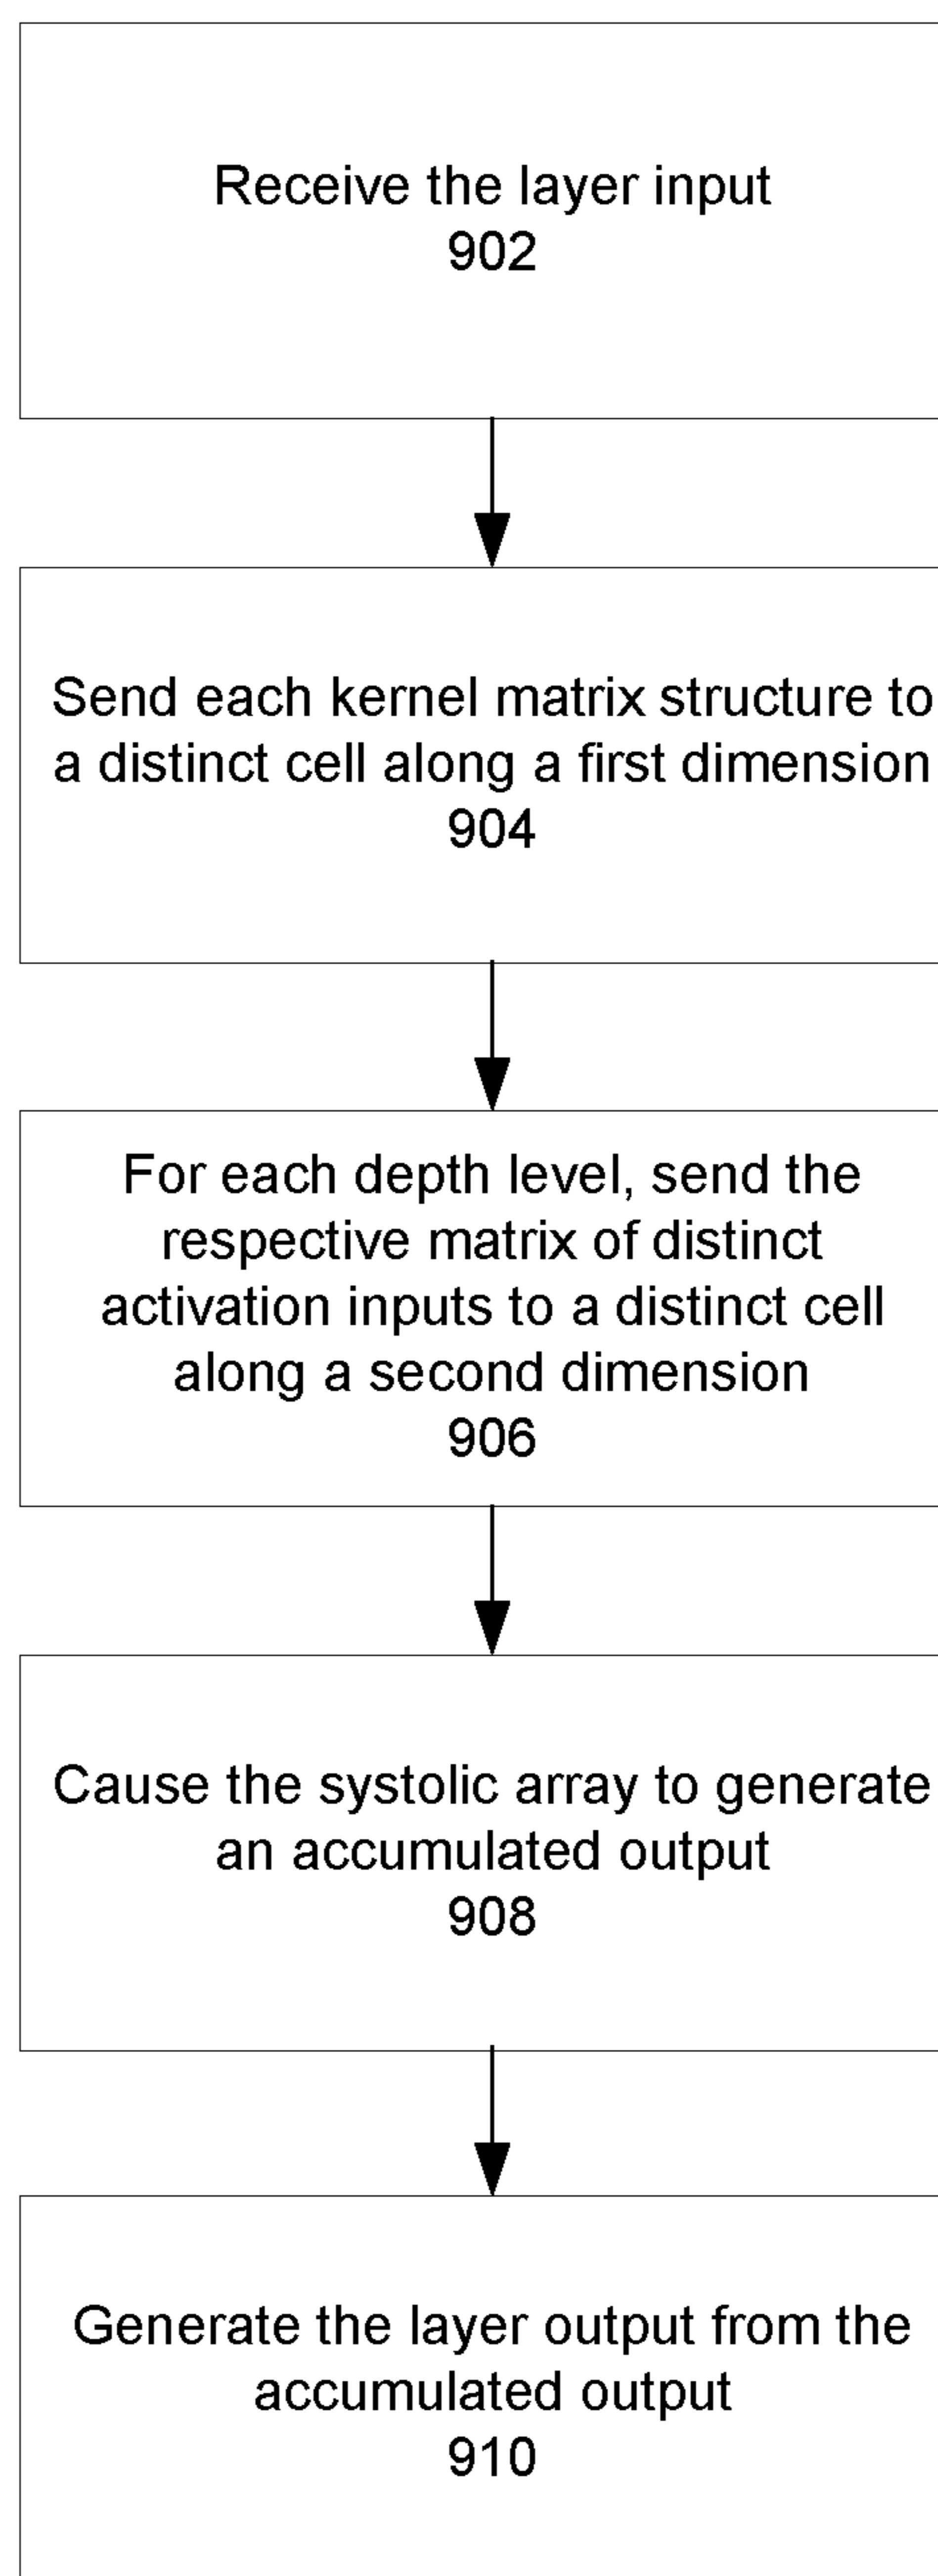 Receive the layer input
902
Send each kernel matrix structure to
a distinct cell along a first dimension
904
For each depth level, send the
respective matrix of distinct
activation inputs to a distinct cell
along a second dimension
906
Cause the systolic array to generate
an accumulated output
908
Generate the layer output from the
accumulated output
910